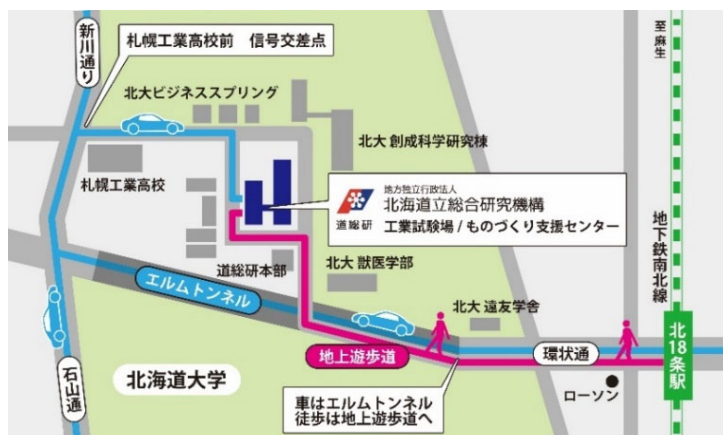 新川通り
札幌工業高校前 信号交差点
至麻生
北大ビジネススプリング
北大 創成科学研究棟
札幌工業高校
地方独立行政法人
北海道立総合研究機構
道総研
工業試験場 / ものづくり支援センター
地下鉄南北線
道総研本部
北大 獣医学部
エルムトンネル
北大 遠友学舎
地上遊歩道
環状通
北18条駅
石山通
北海道大学
車はエルムトンネル
徒歩は地上遊歩道へ
ローソン